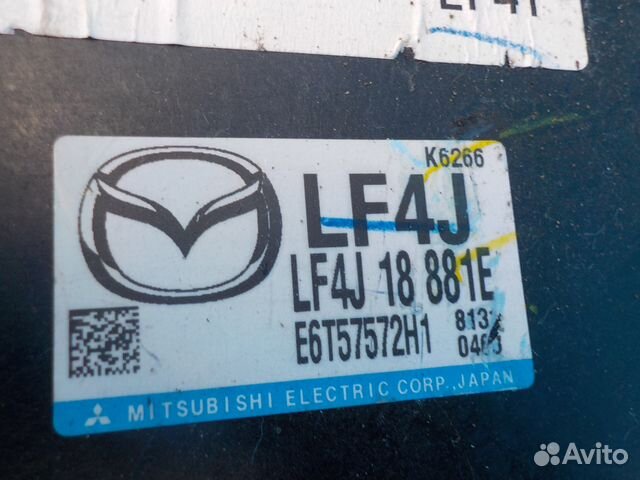 K6266
LF4J
LF4J 18 881E
E6T57572H1
MITSUBISHI ELECTRIC CORP., JAPAN
Avito